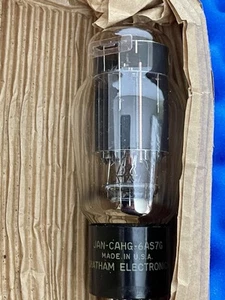 JAN-CAHG-6AS7G
MADE IN U.S.A.
CHATHAM ELECTRONICS